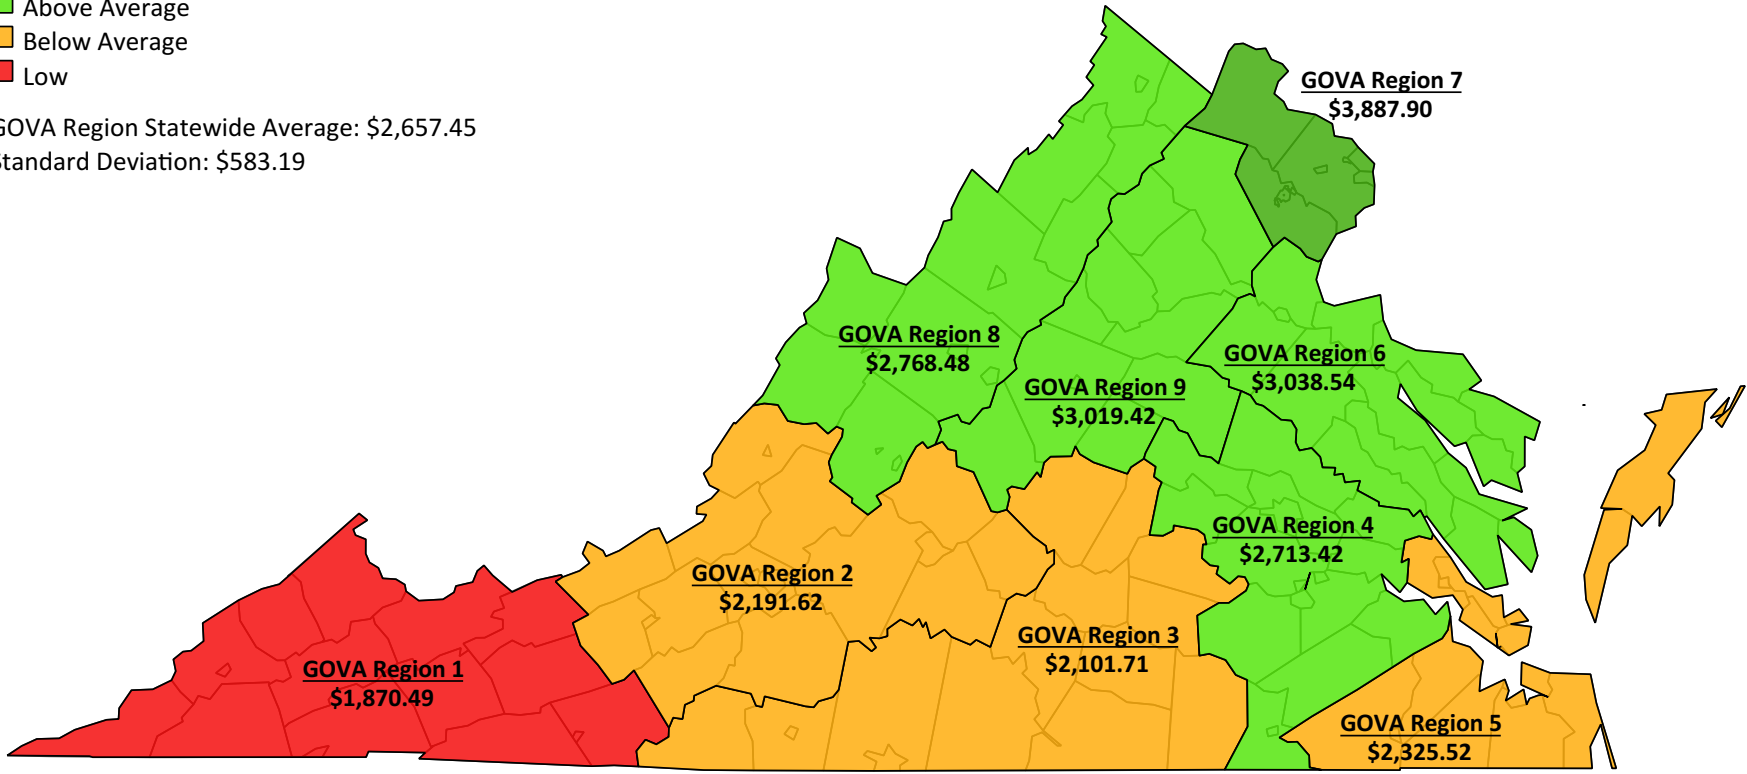 Above Average
Below Average
Low
GOVA Region Statewide Average: $2,657.45
Standard Deviation: $583.19
GOVA Region 7
$3,887.90
GOVA Region 8
$2,768.48
GOVA Region 6
$3,038.54
GOVA Region 9
$3,019.42
GOVA Region 4
$2,713.42
GOVA Region 2
$2,191.62
GOVA Region 3
$2,101.71
GOVA Region 1
$1,870.49
GOVA Region 5
$2,325.52